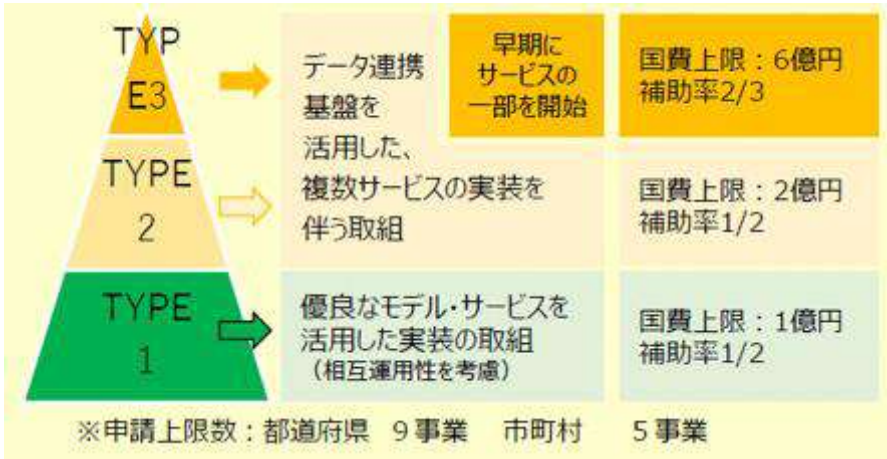 TYP
E3
データ連携
基盤を
活用した、
複数サービスの実装を
伴う取組
早期に
サービスの
一部を開始
国費上限：6億円
補助率2/3
TYPE
2
国費上限：2億円
補助率1/2
TYPE
1
優良なモデル・サービスを
活用した実装の取組
（相互運用性を考慮）
国費上限：1億円
補助率1/2
※申請上限数：都道府県　９事業　市町村　５事業